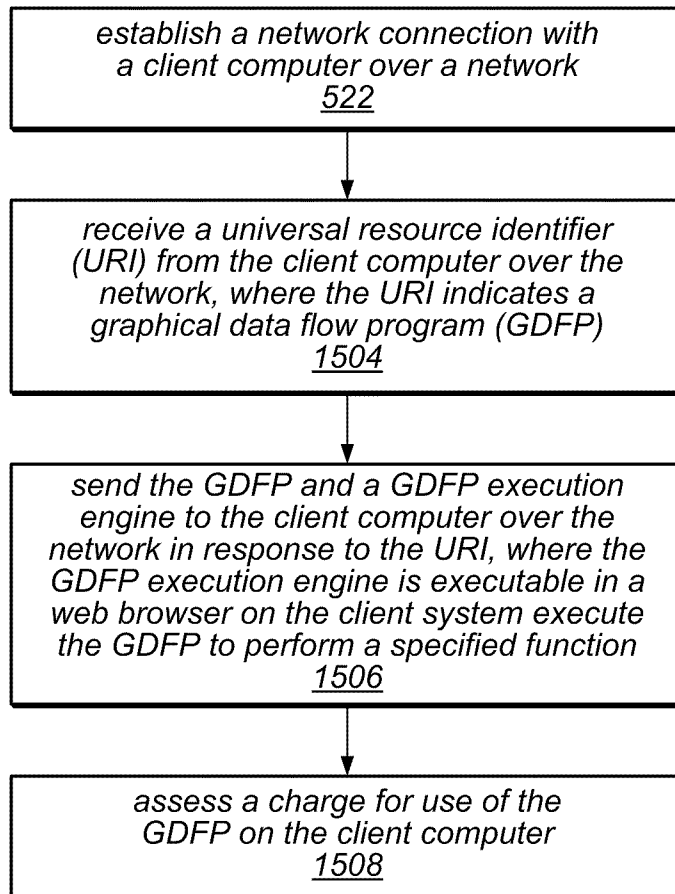 establish a network connection with
a client computer over a network
522
receive a universal resource identifier
(URI) from the client computer over the
network, where the URI indicates a
graphical data flow program (GDFP)
1504
send the GDFP and a GDFP execution
engine to the client computer over the
network in response to the URI, where the
GDFP execution engine is executable in a
web browser on the client system execute
the GDFP to perform a specified function
1506
assess a charge for use of the
GDFP on the client computer
1508